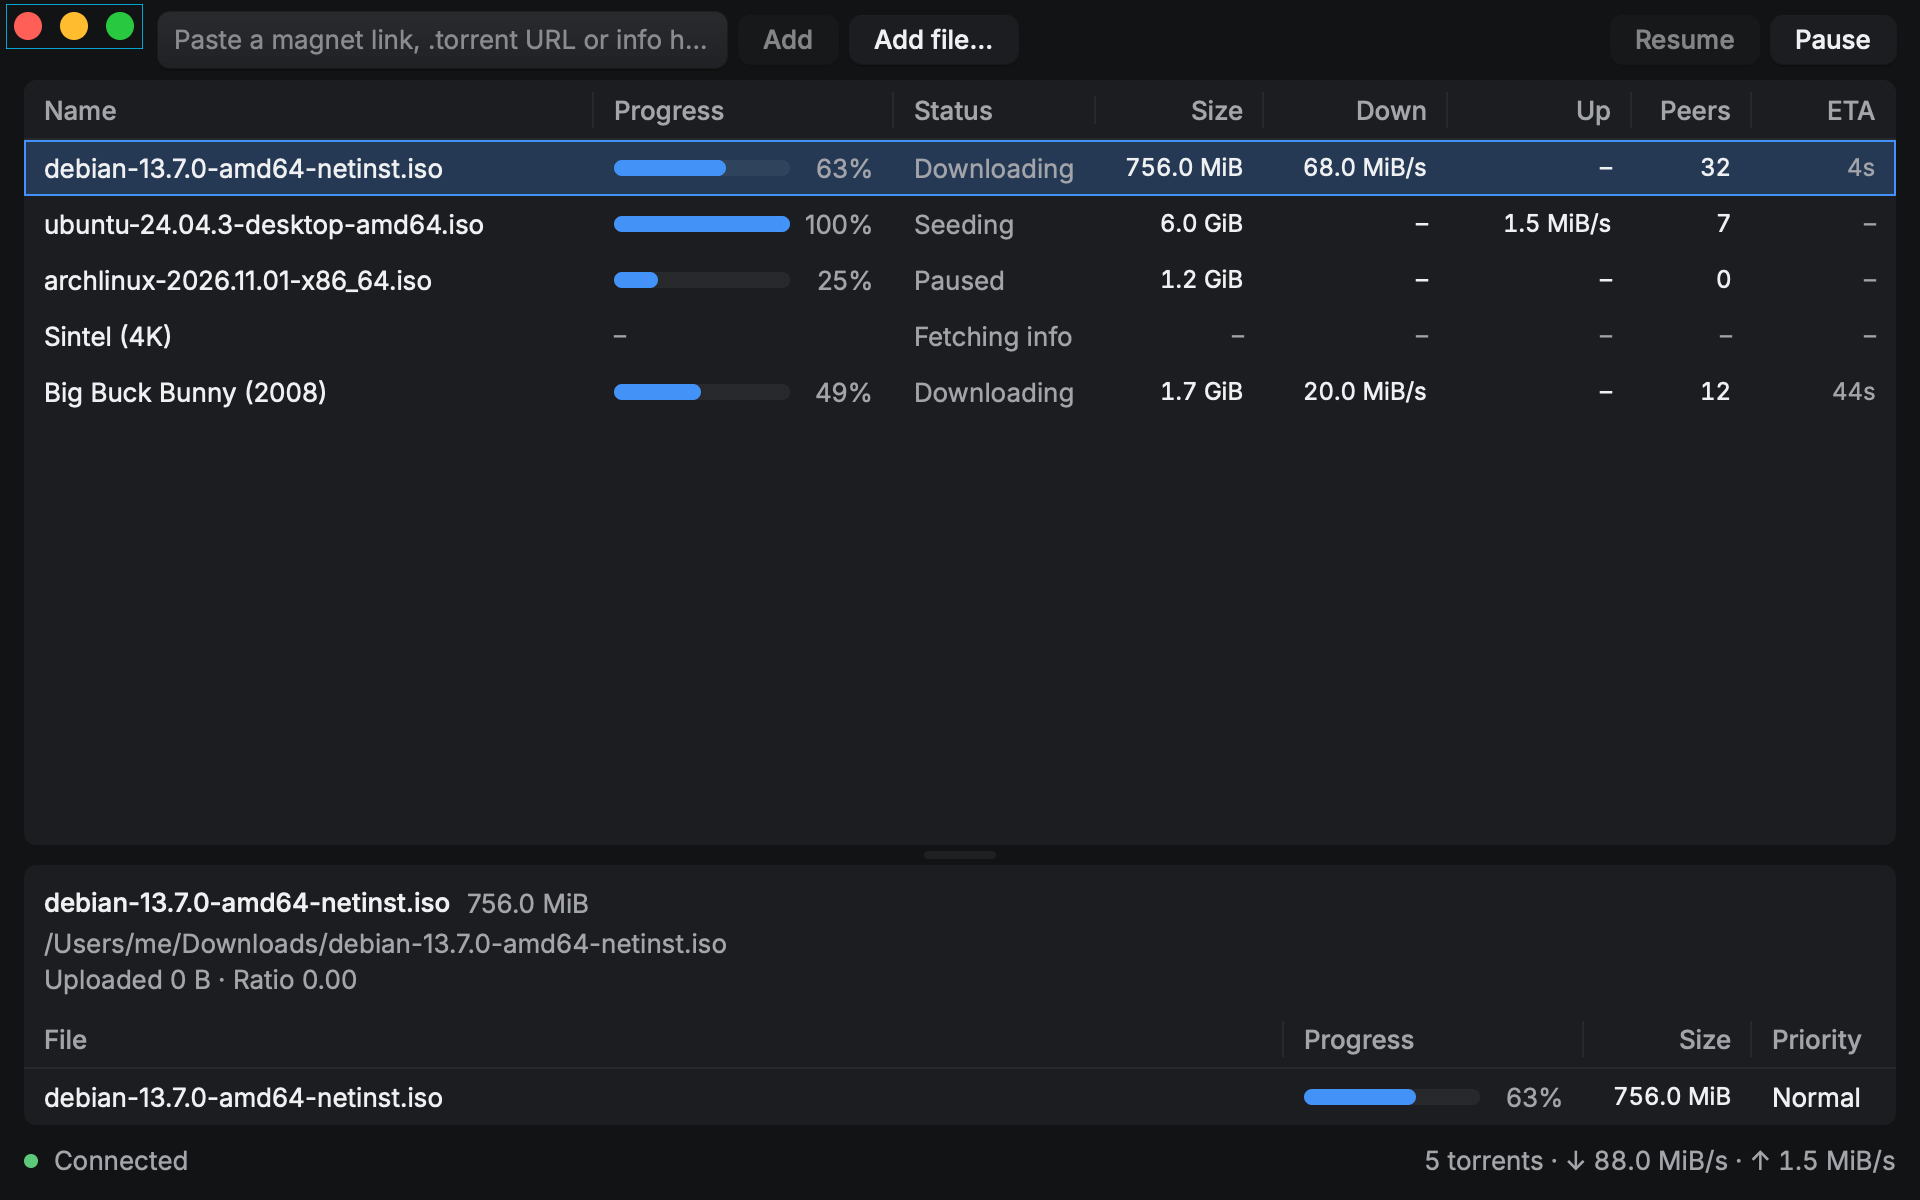 Paste a magnet link, .torrent URL or info h... Add Add file... Resume Pause
Name Progress Status Size Down Up Peers ETA
debian-13.7.0-amd64-netinst.iso 63% Downloading 756.0 MiB 68.0 MiB/s – 32 4s
ubuntu-24.04.3-desktop-amd64.iso 100% Seeding 6.0 GiB – 1.5 MiB/s 7 –
archlinux-2026.11.01-x86_64.iso 25% Paused 1.2 GiB – – 0 –
Sintel (4K) – Fetching info – – – – –
Big Buck Bunny (2008) 49% Downloading 1.7 GiB 20.0 MiB/s – 12 44s
debian-13.7.0-amd64-netinst.iso 756.0 MiB
/Users/me/Downloads/debian-13.7.0-amd64-netinst.iso
Uploaded 0 B · Ratio 0.00
File Progress Size Priority
debian-13.7.0-amd64-netinst.iso 63% 756.0 MiB Normal
Connected 5 torrents · ↓ 88.0 MiB/s · ↑ 1.5 MiB/s